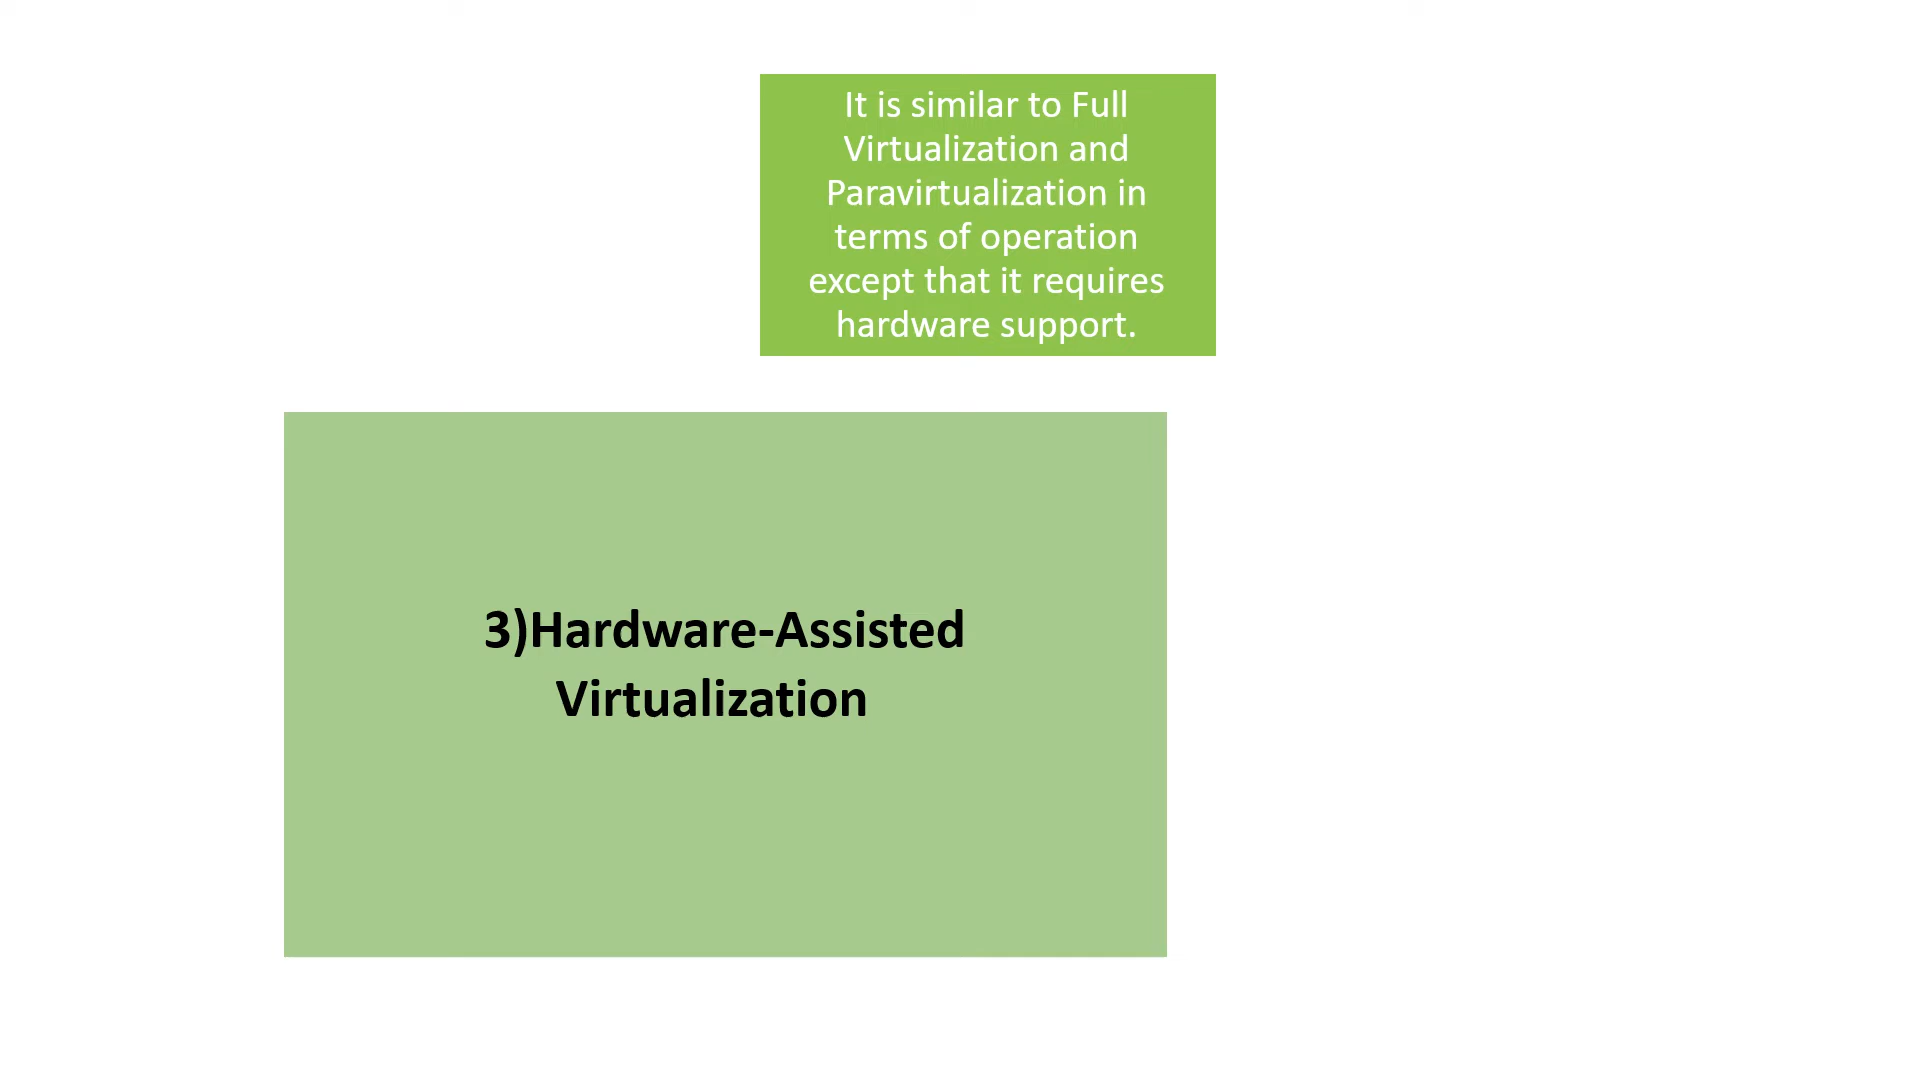 It is similar to Full
Virtualization and
Paravirtualization in
terms of operation
except that it requires
hardware support.
3)Hardware-Assisted
Virtualization